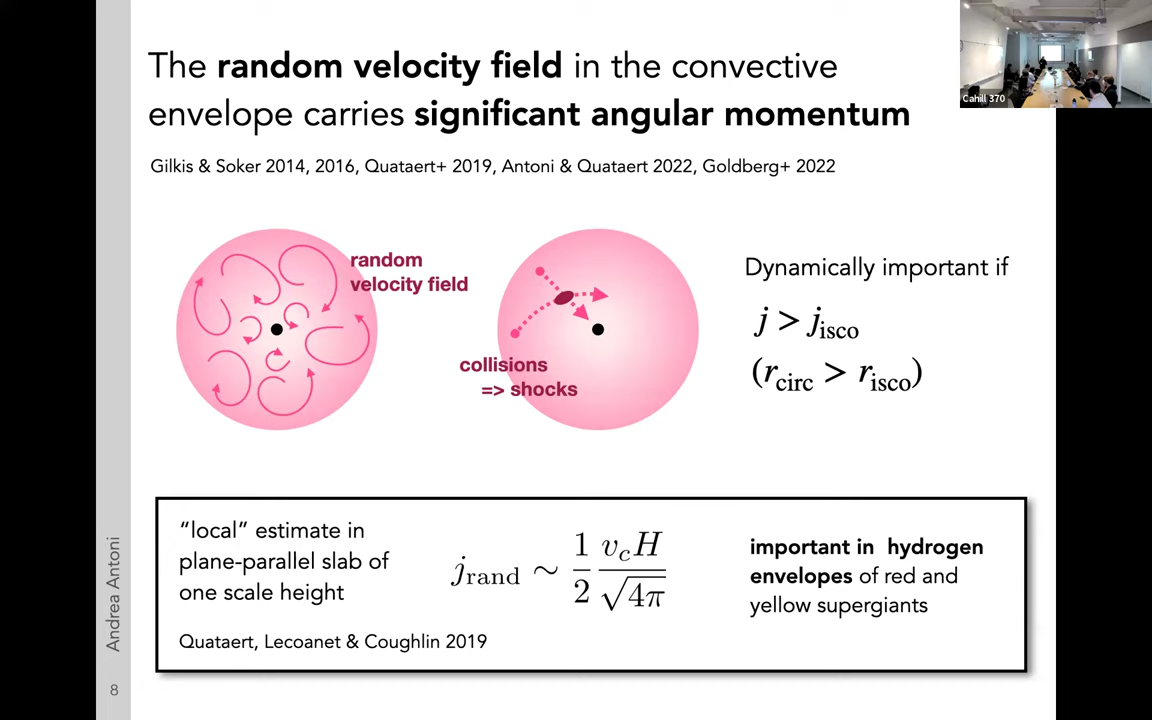 The random velocity field in the convective
envelope carries significant angular momentum
Cahill 370
Gilkis & Soker 2014, 2016, Quataert+ 2019, Antoni & Quataert 2022, Goldberg+ 2022
random
velocity field
collisions
=> shocks
Dynamically important if
j > j_isco
(r_circ > r_isco)
“local“ estimate in
plane-parallel slab of
one scale height
j_rand ~ 1/2 v_c H/√4π
important in hydrogen
envelopes of red and
yellow supergiants
Quataert, Lecoanet & Coughlin 2019
Andrea Antoni
8